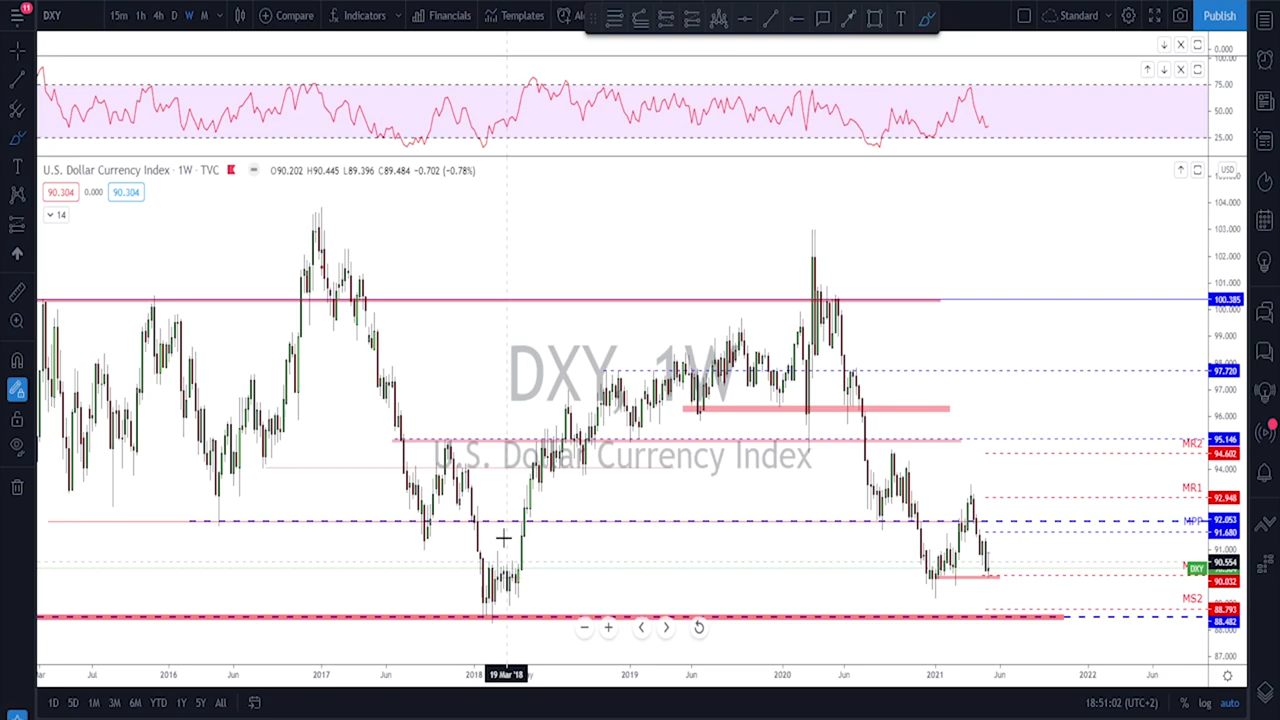 11
DXY
15m 1h 4h D W M
Compare
Indicators
Financials
Templates
Standard
Publish
0.000
100.00
75.00
50.00
25.00
U.S. Dollar Currency Index · 1W · TVC
O90.202 H90.445 L89.396 C89.484 -0.702 (-0.78%)
USD
90.304 0.000 90.304
14
104.000
103.000
102.000
101.000
100.385
99.000
DXY, 1W
97.720
97.000
96.000
95.146
MR2
U.S. Dollar Currency Index
94.602
94.000
MR1
92.948
MPP
92.053
91.680
91.000
90.554
DXY
90.032
MS2
88.793
88.482
88.000
87.000
2016 Jun 2017 Jun 2018 19 Mar '18 2019 Jun 2020 Jun 2021 Jun 2022 Jun
1D 5D 1M 3M 6M YTD 1Y 5Y All
18:51:02 (UTC+2) % log auto